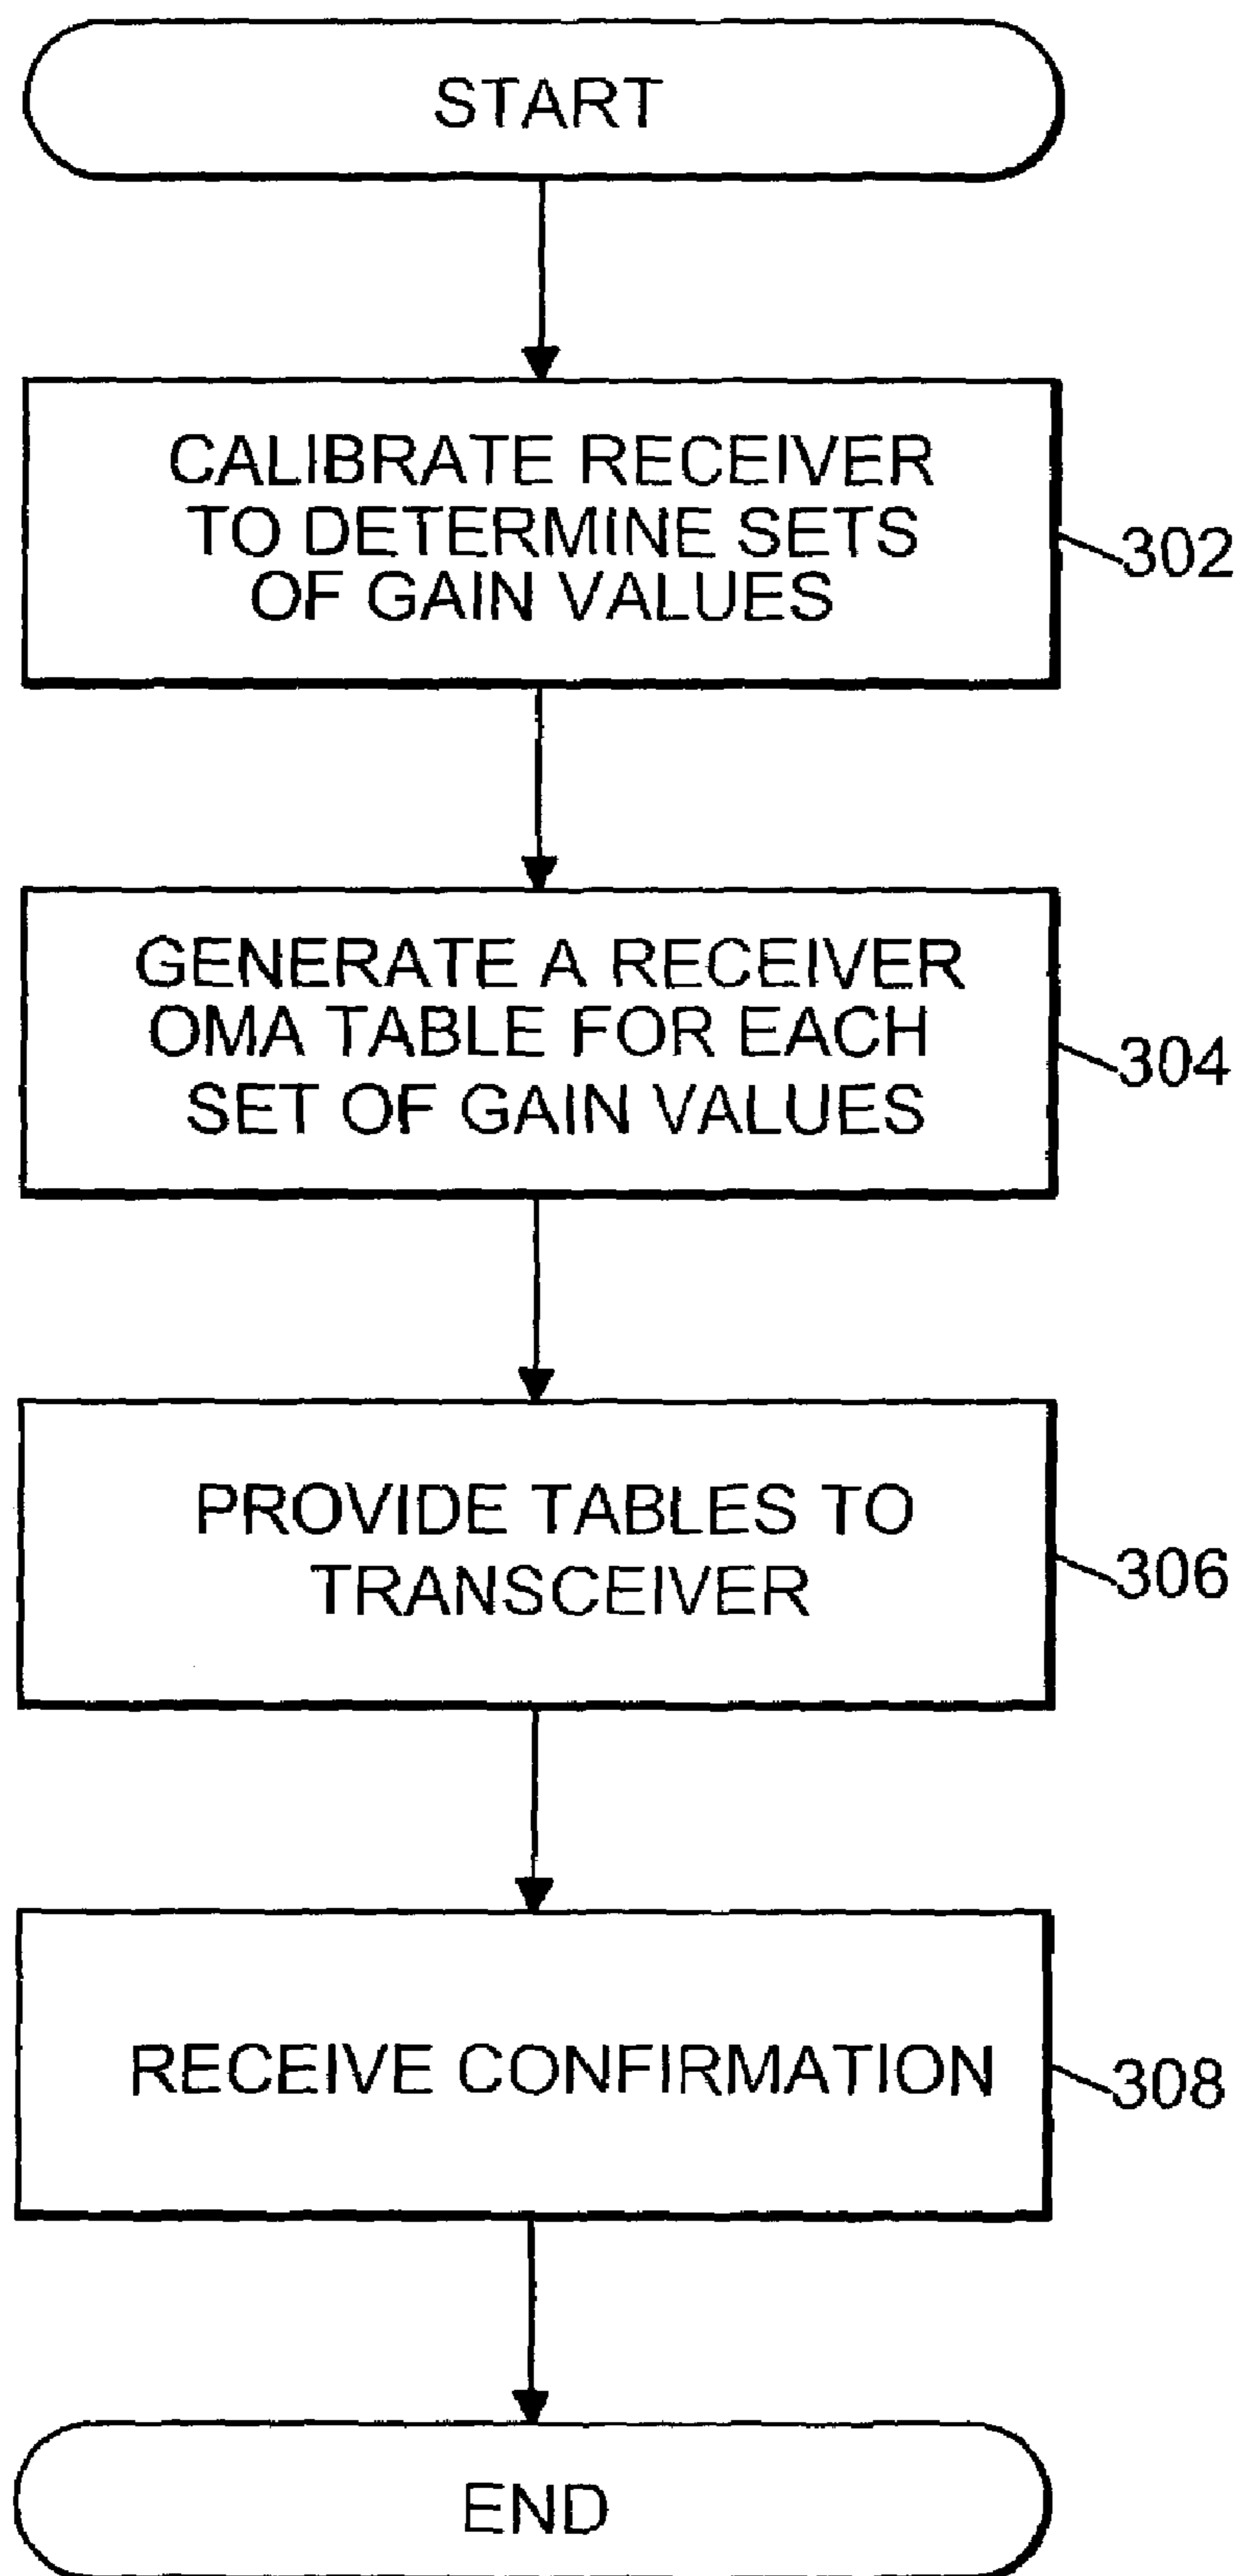 START
CALIBRATE RECEIVER
TO DETERMINE SETS
OF GAIN VALUES
302
GENERATE A RECEIVER
OMA TABLE FOR EACH
SET OF GAIN VALUES
304
PROVIDE TABLES TO
TRANSCEIVER
306
RECEIVE CONFIRMATION
308
END